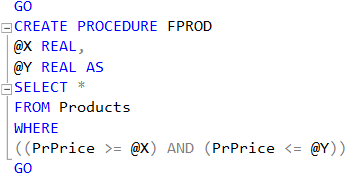 GO
CREATE PROCEDURE FPROD
@X REAL,
@Y REAL AS
SELECT *
FROM Products
WHERE
((PrPrice >= @X) AND (PrPrice <= @Y))
GO